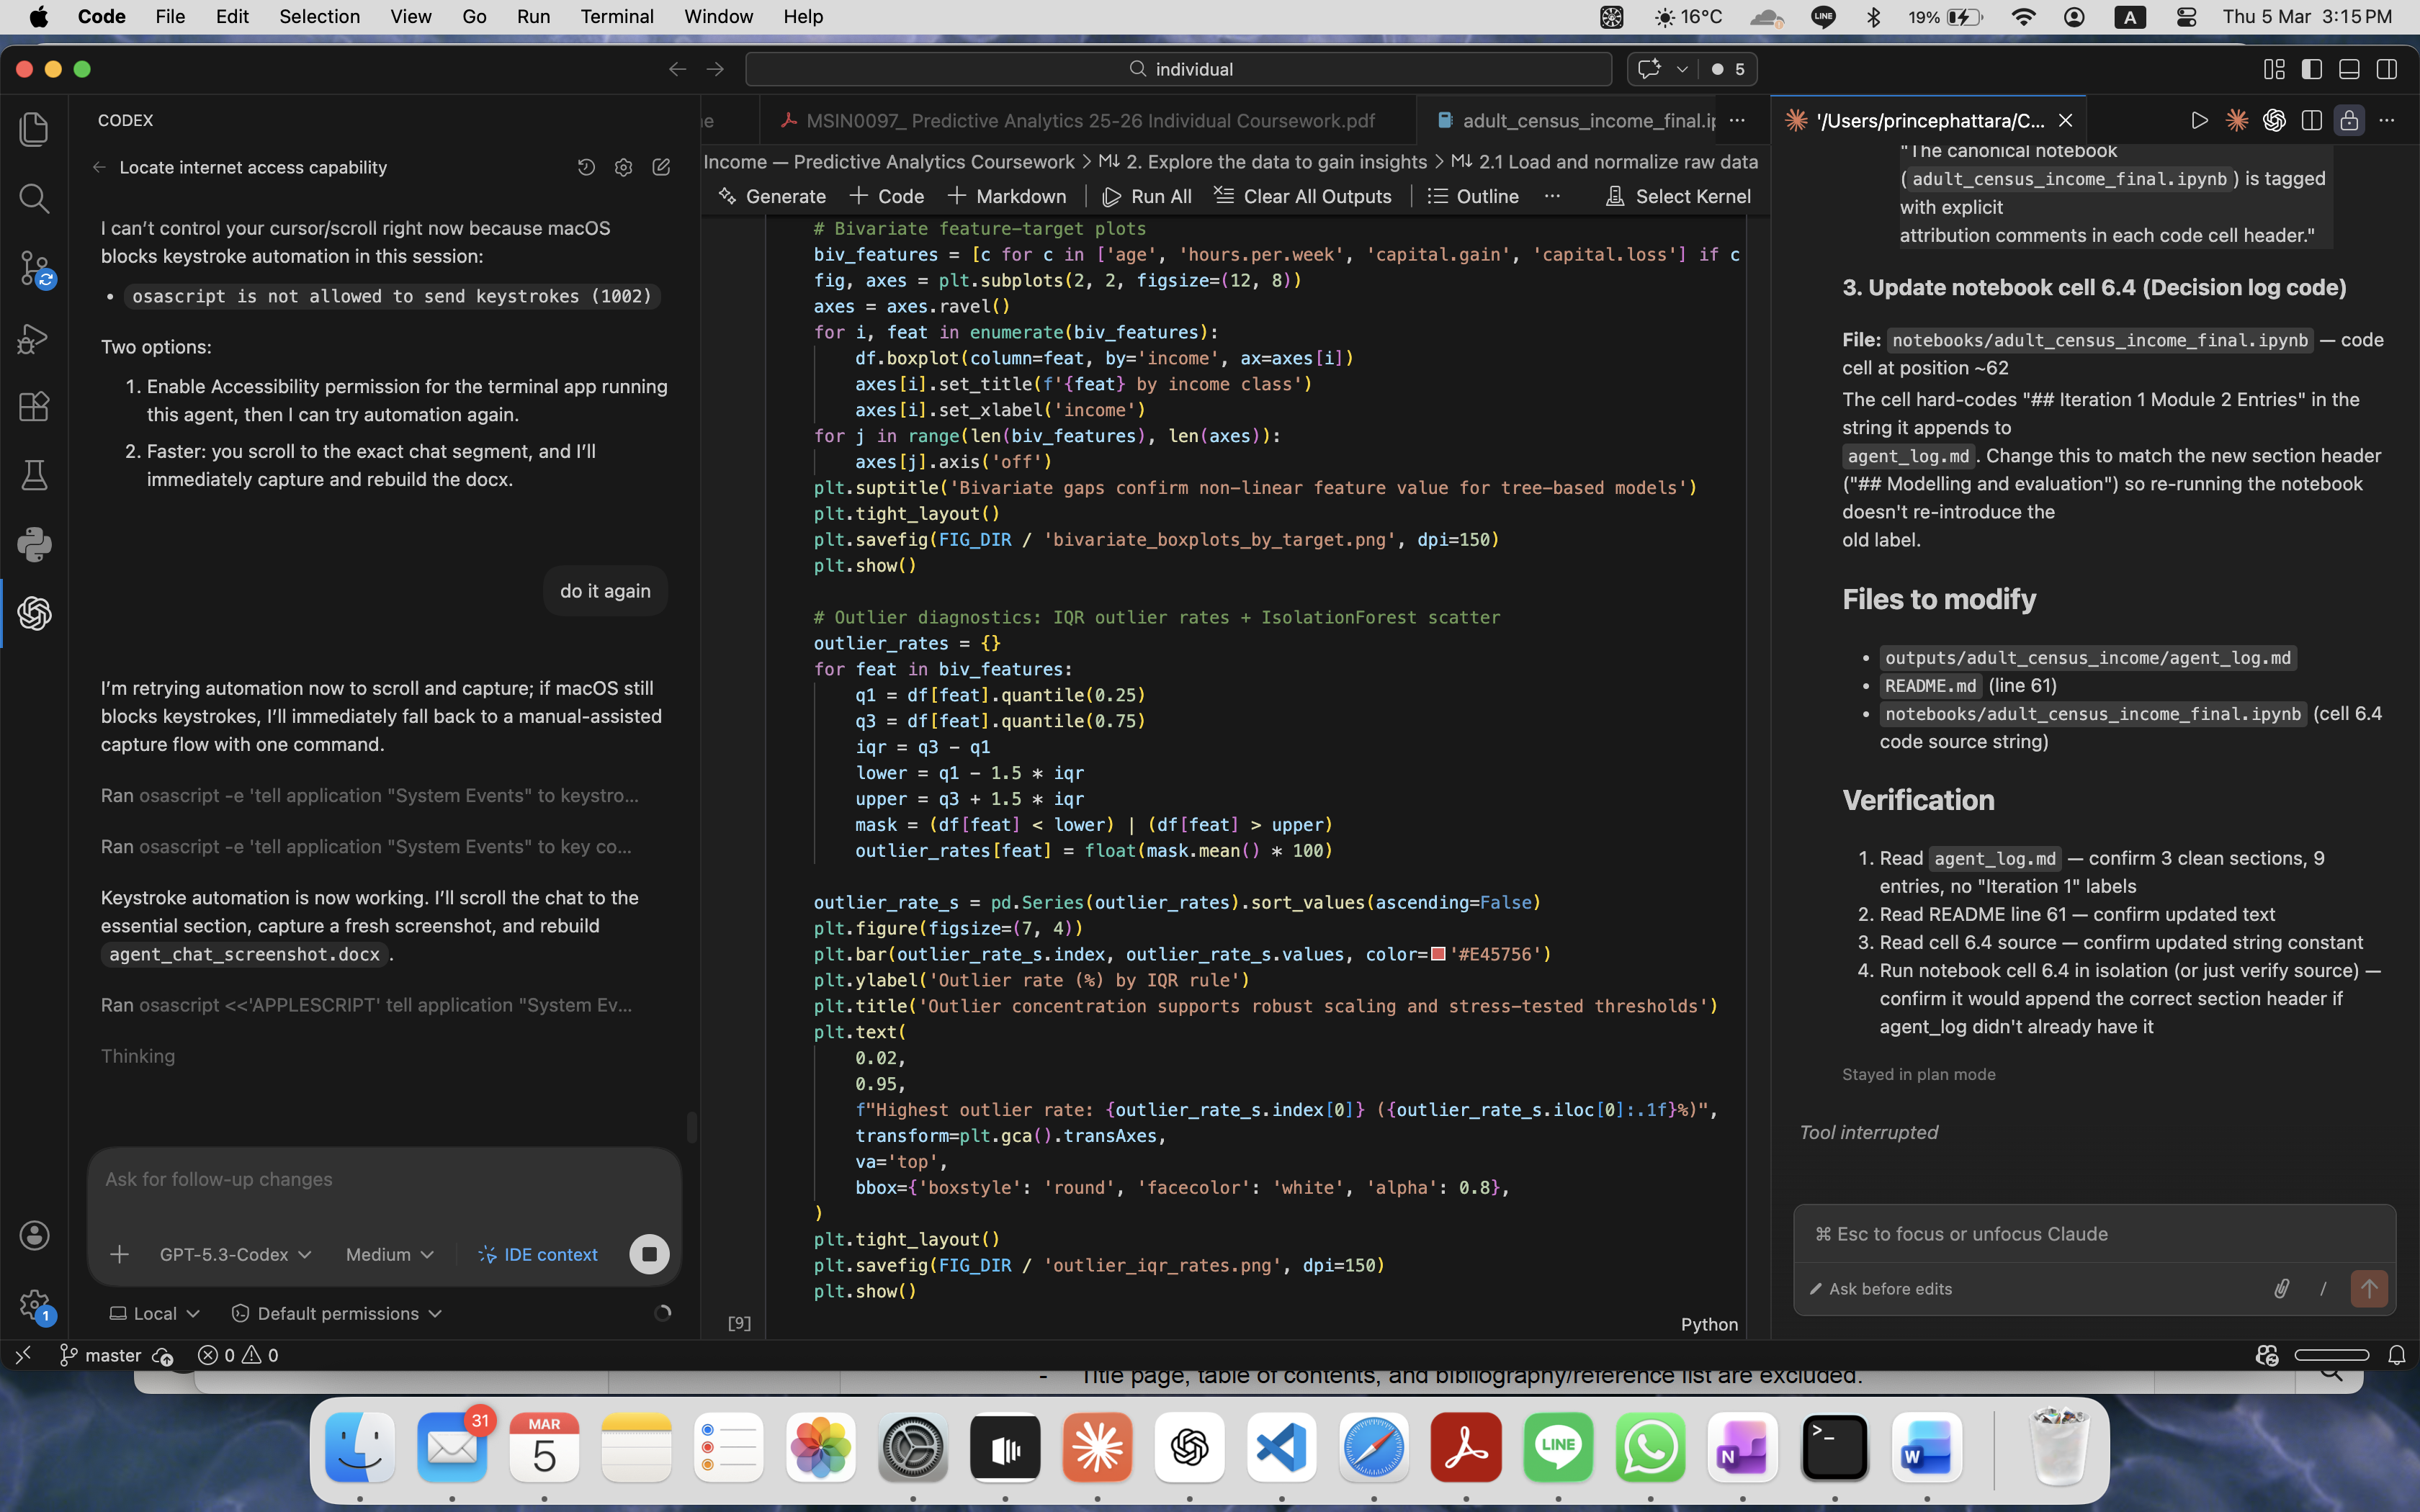 Code File Edit Selection View Go Run Terminal Window Help
16°C LINE 19% A Thu 5 Mar 3:15 PM
individual
5
CODEX
Locate internet access capability
I can't control your cursor/scroll right now because macOS
blocks keystroke automation in this session:
• osascript is not allowed to send keystrokes (1002)
Two options:
1. Enable Accessibility permission for the terminal app running
this agent, then I can try automation again.
2. Faster: you scroll to the exact chat segment, and I'll
immediately capture and rebuild the docx.
do it again
I'm retrying automation now to scroll and capture; if macOS still
blocks keystrokes, I'll immediately fall back to a manual-assisted
capture flow with one command.
Ran osascript -e 'tell application "System Events" to keystro...
Ran osascript -e 'tell application "System Events" to key co...
Keystroke automation is now working. I'll scroll the chat to the
essential section, capture a fresh screenshot, and rebuild
agent_chat_screenshot.docx.
Ran osascript <<'APPLESCRIPT' tell application "System Ev...
Thinking
Ask for follow-up changes
GPT-5.3-Codex Medium IDE context
Local Default permissions
1
master 0 0
e
MSIN0097_ Predictive Analytics 25-26 Individual Coursework.pdf
adult_census_income_final.ip
Income — Predictive Analytics Coursework > M↓ 2. Explore the data to gain insights > M↓ 2.1 Load and normalize raw data
Generate + Code + Markdown Run All Clear All Outputs Outline ... Select Kernel
# Bivariate feature-target plots
biv_features = [c for c in ['age', 'hours.per.week', 'capital.gain', 'capital.loss'] if c
fig, axes = plt.subplots(2, 2, figsize=(12, 8))
axes = axes.ravel()
for i, feat in enumerate(biv_features):
    df.boxplot(column=feat, by='income', ax=axes[i])
    axes[i].set_title(f'{feat} by income class')
    axes[i].set_xlabel('income')
for j in range(len(biv_features), len(axes)):
    axes[j].axis('off')
plt.suptitle('Bivariate gaps confirm non-linear feature value for tree-based models')
plt.tight_layout()
plt.savefig(FIG_DIR / 'bivariate_boxplots_by_target.png', dpi=150)
plt.show()
# Outlier diagnostics: IQR outlier rates + IsolationForest scatter
outlier_rates = {}
for feat in biv_features:
    q1 = df[feat].quantile(0.25)
    q3 = df[feat].quantile(0.75)
    iqr = q3 - q1
    lower = q1 - 1.5 * iqr
    upper = q3 + 1.5 * iqr
    mask = (df[feat] < lower) | (df[feat] > upper)
    outlier_rates[feat] = float(mask.mean() * 100)
outlier_rate_s = pd.Series(outlier_rates).sort_values(ascending=False)
plt.figure(figsize=(7, 4))
plt.bar(outlier_rate_s.index, outlier_rate_s.values, color='#E45756')
plt.ylabel('Outlier rate (%) by IQR rule')
plt.title('Outlier concentration supports robust scaling and stress-tested thresholds')
plt.text(
    0.02,
    0.95,
    f"Highest outlier rate: {outlier_rate_s.index[0]} ({outlier_rate_s.iloc[0]:.1f}%)",
    transform=plt.gca().transAxes,
    va='top',
    bbox={'boxstyle': 'round', 'facecolor': 'white', 'alpha': 0.8},
)
plt.tight_layout()
plt.savefig(FIG_DIR / 'outlier_iqr_rates.png', dpi=150)
plt.show()
[9]
Python
'/Users/princephattara/C...
"The canonical notebook
(adult_census_income_final.ipynb) is tagged
with explicit
attribution comments in each code cell header."
3. Update notebook cell 6.4 (Decision log code)
File: notebooks/adult_census_income_final.ipynb — code
cell at position ~62
The cell hard-codes "## Iteration 1 Module 2 Entries" in the
string it appends to
agent_log.md. Change this to match the new section header
("## Modelling and evaluation") so re-running the notebook
doesn't re-introduce the
old label.
Files to modify
• outputs/adult_census_income/agent_log.md
• README.md (line 61)
• notebooks/adult_census_income_final.ipynb (cell 6.4
code source string)
Verification
1. Read agent_log.md — confirm 3 clean sections, 9
entries, no "Iteration 1" labels
2. Read README line 61 — confirm updated text
3. Read cell 6.4 source — confirm updated string constant
4. Run notebook cell 6.4 in isolation (or just verify source) —
confirm it would append the correct section header if
agent_log didn't already have it
Stayed in plan mode
Tool interrupted
⌘ Esc to focus or unfocus Claude
Ask before edits
/
- Title page, table of contents, and bibliography/reference list are excluded.
31
MAR
5
LINE
N
>_
W